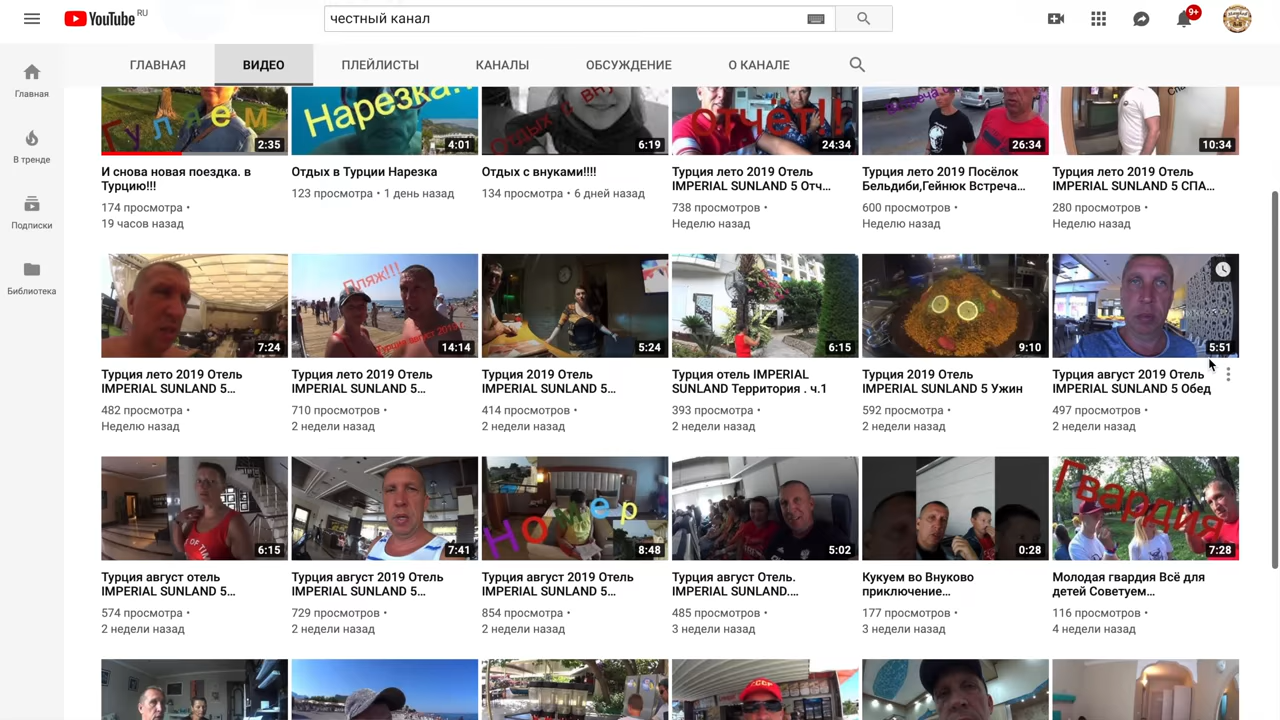 YouTube RU
честный канал
9+
ГЛАВНАЯ
ВИДЕО
ПЛЕЙЛИСТЫ
КАНАЛЫ
ОБСУЖДЕНИЕ
О КАНАЛЕ
Главная
В тренде
Подписки
Библиотека
Гуляем
Нарезка!!
Отдых с вну
отчёт!!
2:35
4:01
6:19
24:34
26:34
10:34
И снова новая поездка. в
Турцию!!!
174 просмотра •
19 часов назад
Отдых в Турции Нарезка
123 просмотра • 1 день назад
Отдых с внуками!!!!
134 просмотра • 6 дней назад
Турция лето 2019 Отель
IMPERIAL SUNLAND 5 Отч...
738 просмотров •
Неделю назад
Турция лето 2019 Посёлок
Бельдиби,Гейнюк Встреча...
600 просмотров •
Неделю назад
Турция лето 2019 Отель
IMPERIAL SUNLAND 5 СПА...
280 просмотров •
Неделю назад
Пляж!!!
Турция август 2019г
7:24
14:14
5:24
6:15
9:10
5:51
Турция лето 2019 Отель
IMPERIAL SUNLAND 5...
482 просмотра •
Неделю назад
Турция лето 2019 Отель
IMPERIAL SUNLAND 5...
710 просмотров •
2 недели назад
Турция 2019 Отель
IMPERIAL SUNLAND 5...
414 просмотров •
2 недели назад
Турция отель IMPERIAL
SUNLAND Территория . ч.1
393 просмотра •
2 недели назад
Турция 2019 Отель
IMPERIAL SUNLAND 5 Ужин
592 просмотра •
2 недели назад
Турция август 2019 Отель
IMPERIAL SUNLAND 5 Обед
497 просмотров •
2 недели назад
Номер
Гвардия
6:15
7:41
8:48
5:02
0:28
7:28
Турция август отель
IMPERIAL SUNLAND 5...
574 просмотра •
2 недели назад
Турция август 2019 Отель
IMPERIAL SUNLAND 5...
729 просмотров •
2 недели назад
Турция август 2019 Отель
IMPERIAL SUNLAND 5...
854 просмотра •
2 недели назад
Турция август Отель.
IMPERIAL SUNLAND....
485 просмотров •
3 недели назад
Кукуем во Внуково
приключение...
177 просмотров •
3 недели назад
Молодая гвардия Всё для
детей Советуем...
116 просмотров •
4 недели назад
СССР